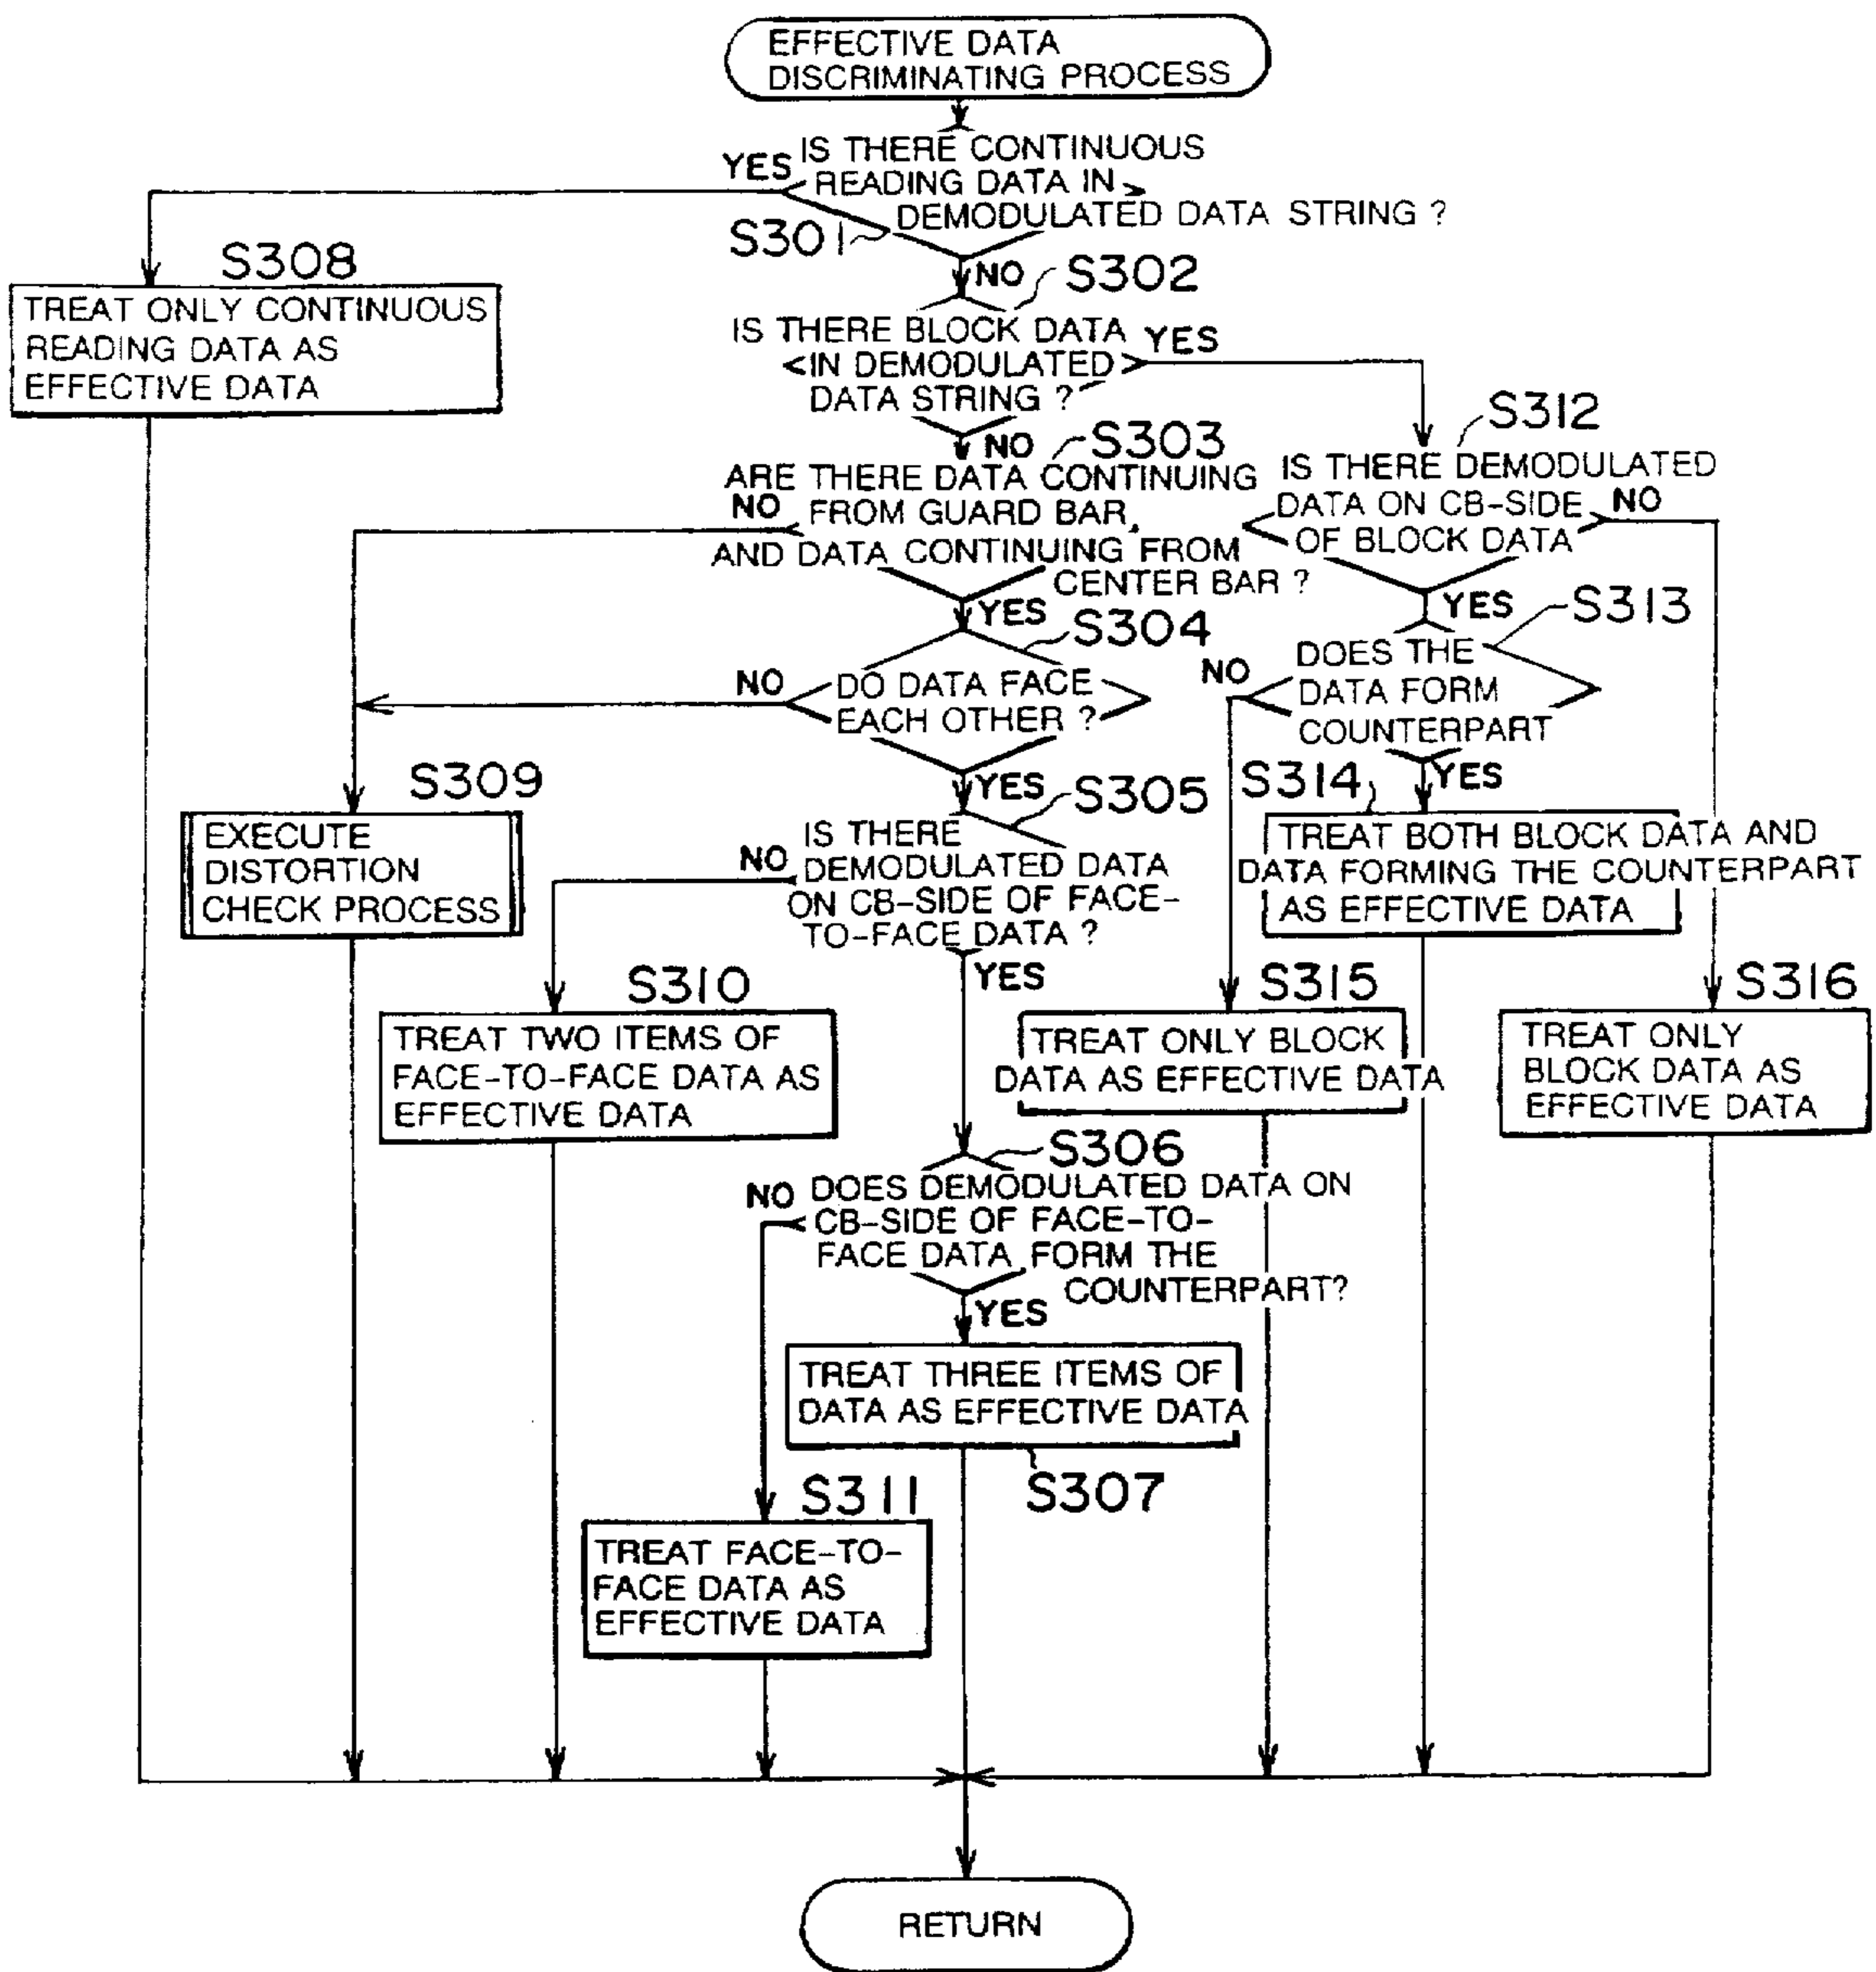 EFFECTIVE DATA
DISCRIMINATING PROCESS
IS THERE CONTINUOUS
READING DATA IN
DEMODULATED DATA STRING ?
YES
S301
NO
S308
TREAT ONLY CONTINUOUS
READING DATA AS
EFFECTIVE DATA
S302
IS THERE BLOCK DATA
IN DEMODULATED
DATA STRING ?
YES
NO
S303
ARE THERE DATA CONTINUING
FROM GUARD BAR
AND DATA CONTINUING FROM
CENTER BAR ?
NO
YES
S312
IS THERE DEMODULATED
DATA ON CB-SIDE
OF BLOCK DATA
NO
YES
S304
DO DATA FACE
EACH OTHER ?
NO
YES
S313
DOES THE
DATA FORM
COUNTERPART
NO
YES
S309
EXECUTE
DISTORTION
CHECK PROCESS
S305
IS THERE
DEMODULATED DATA
ON CB-SIDE OF FACE-
TO-FACE DATA ?
NO
YES
S314
TREAT BOTH BLOCK DATA AND
DATA FORMING THE COUNTERPART
AS EFFECTIVE DATA
S310
TREAT TWO ITEMS OF
FACE-TO-FACE DATA AS
EFFECTIVE DATA
S315
TREAT ONLY BLOCK
DATA AS EFFECTIVE DATA
S316
TREAT ONLY
BLOCK DATA AS
EFFECTIVE DATA
S306
DOES DEMODULATED DATA ON
CB-SIDE OF FACE-TO-
FACE DATA FORM THE
COUNTERPART?
NO
YES
TREAT THREE ITEMS OF
DATA AS EFFECTIVE DATA
S307
S311
TREAT FACE-TO-
FACE DATA AS
EFFECTIVE DATA
RETURN